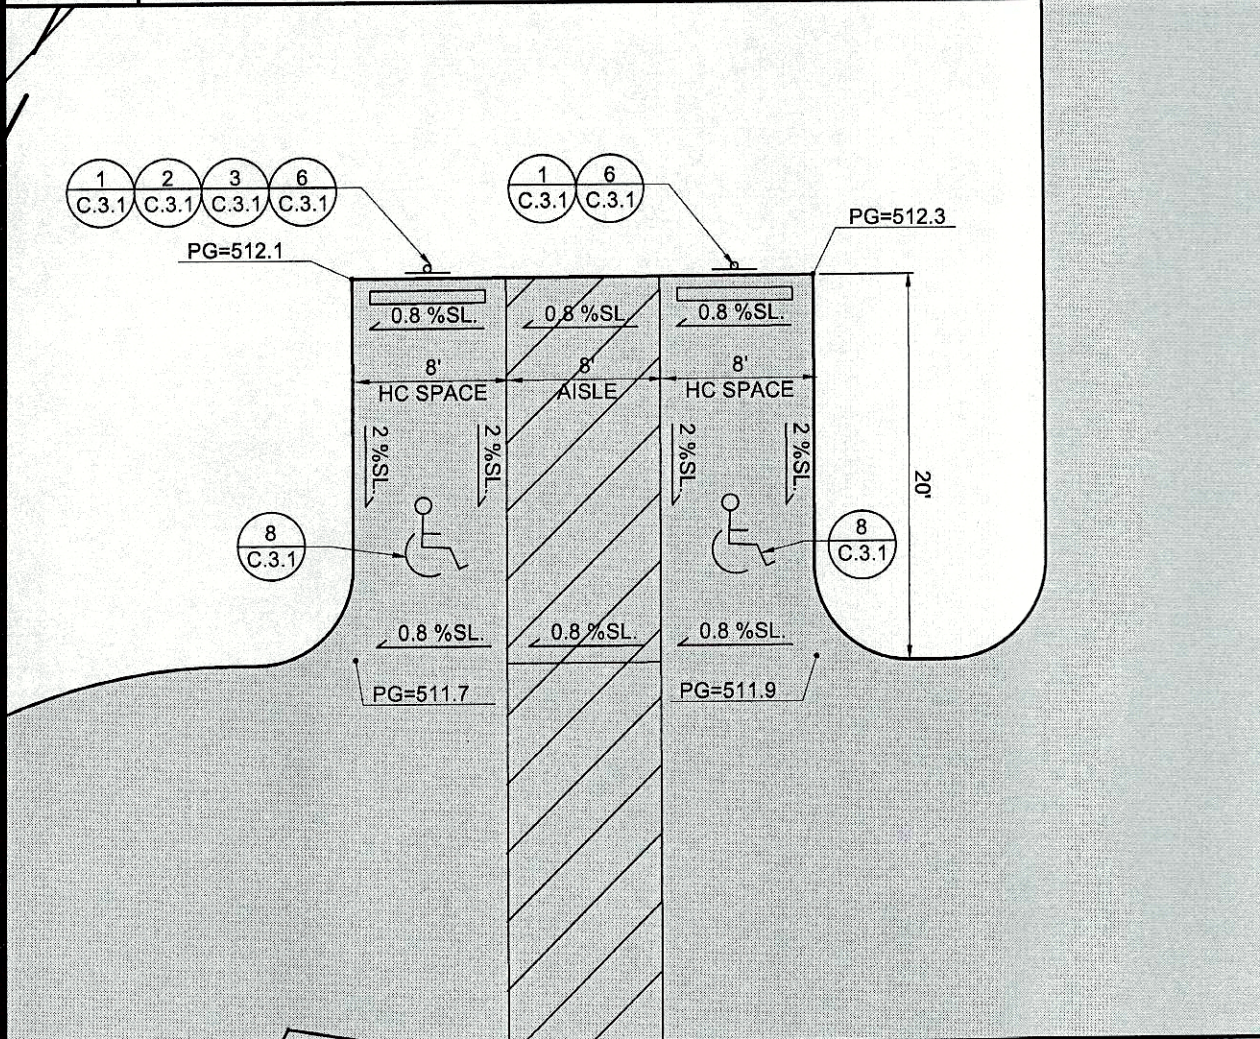 1 2 3 6
C.3.1 C.3.1 C.3.1 C.3.1
1 6
C.3.1 C.3.1
PG=512.3
PG=512.1
0.8 %SL. 0.8 %SL. 0.8 %SL.
8' 8' 8'
HC SPACE AISLE HC SPACE
2 %SL. 2 %SL. 2 %SL. 2 %SL.
20'
8
C.3.1
8
C.3.1
0.8 %SL. 0.8 %SL. 0.8 %SL.
PG=511.7 PG=511.9